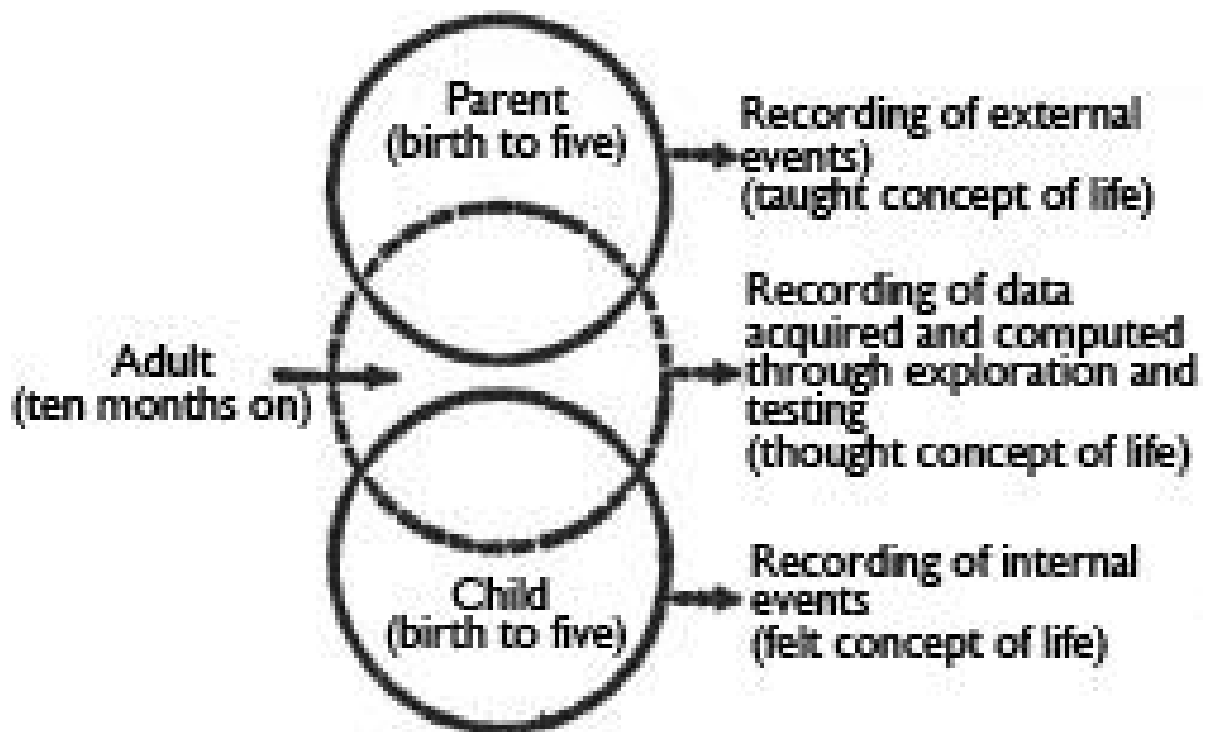 Parent
(birth to five)
Recording of external
events)
(taught concept of life)
Adult
(ten months on)
Recording of data
acquired and computed
through exploration and
testing
(thought concept of life)
Child
(birth to five)
Recording of internal
events
(felt concept of life)